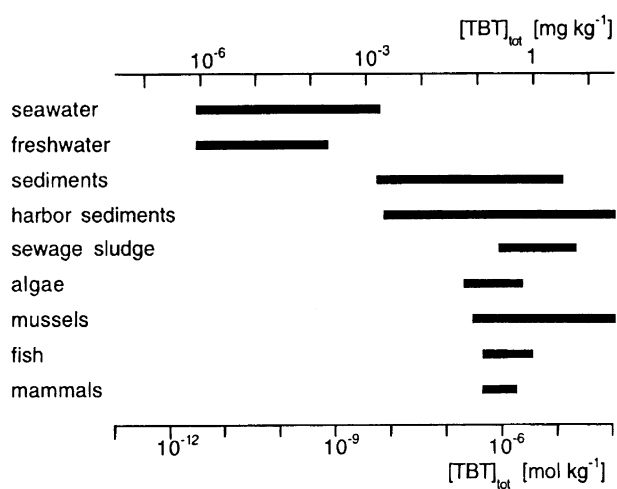 [TBT]tot [mg kg-1]
10-6 10-3 1
seawater
freshwater
sediments
harbor sediments
sewage sludge
algae
mussels
fish
mammals
10-12 10-9 10-6
[TBT]tot [mol kg-1]